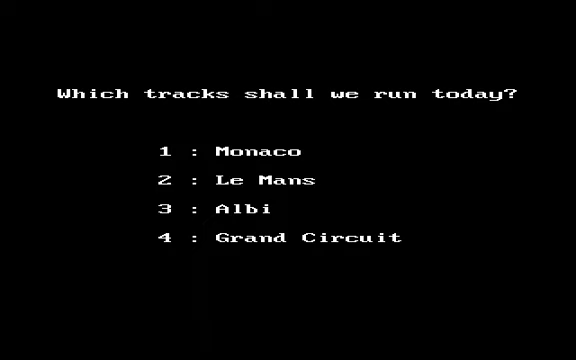 Which tracks shall we run today?
1 : Monaco
2 : Le Mans
3 : Albi
4 : Grand Circuit